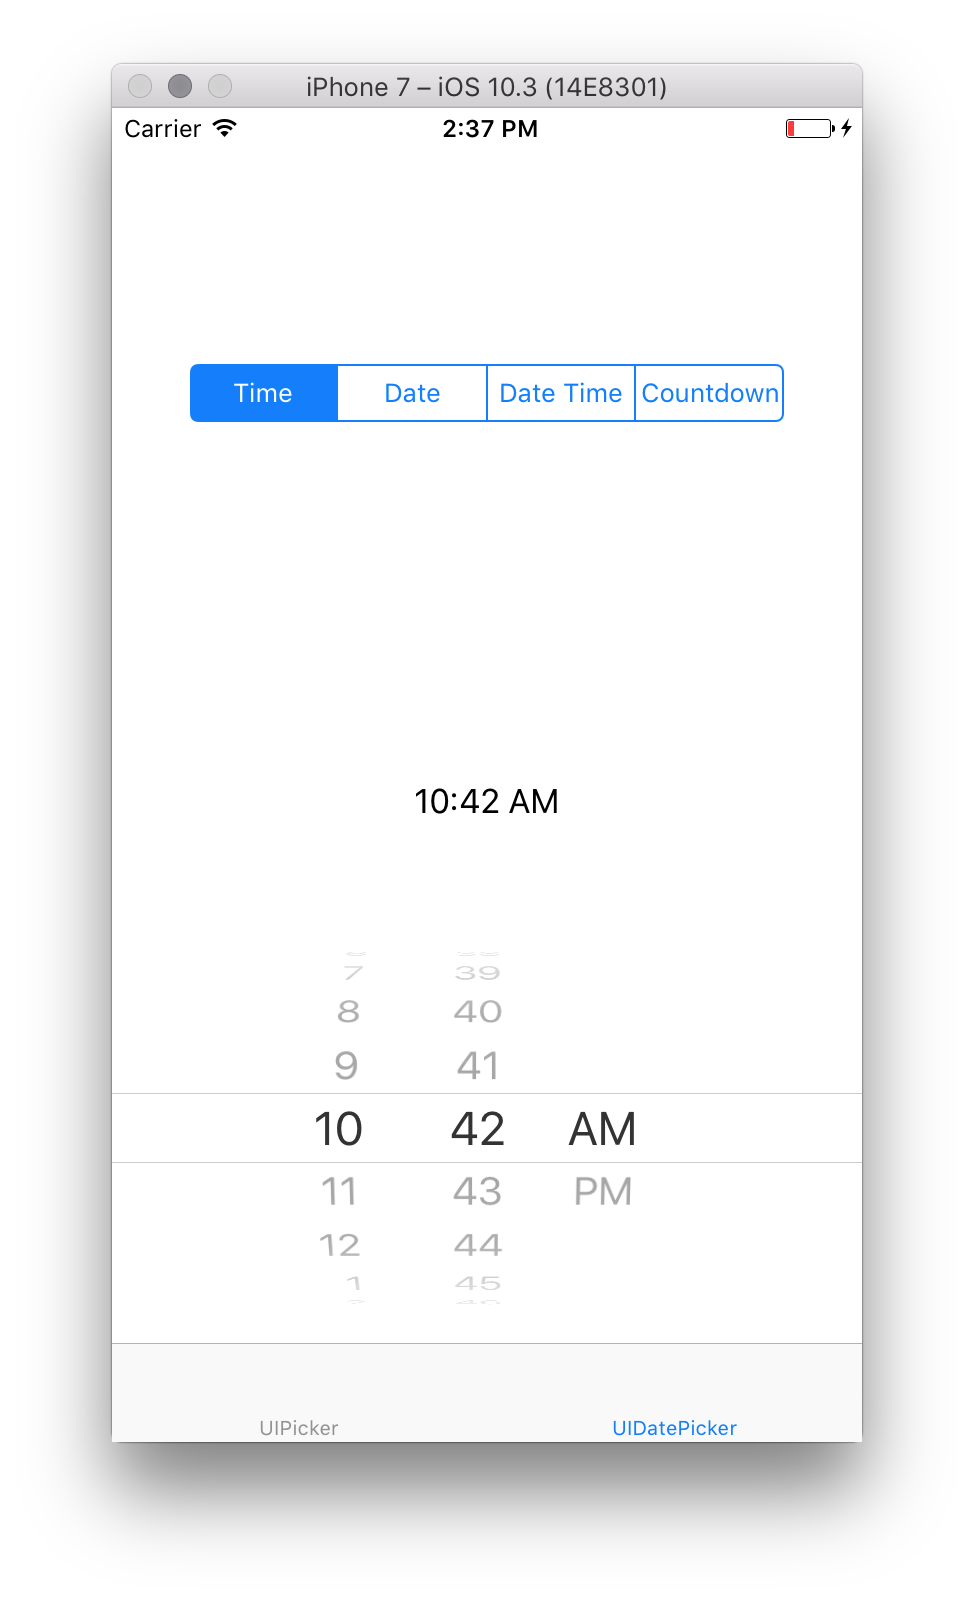 iPhone 7 – iOS 10.3 (14E8301)
Carrier 2:37 PM
Time Date Date Time Countdown
10:42 AM
7 39
8 40
9 41
10 42 AM
11 43 PM
12 44
1 45
UIPicker UIDatePicker